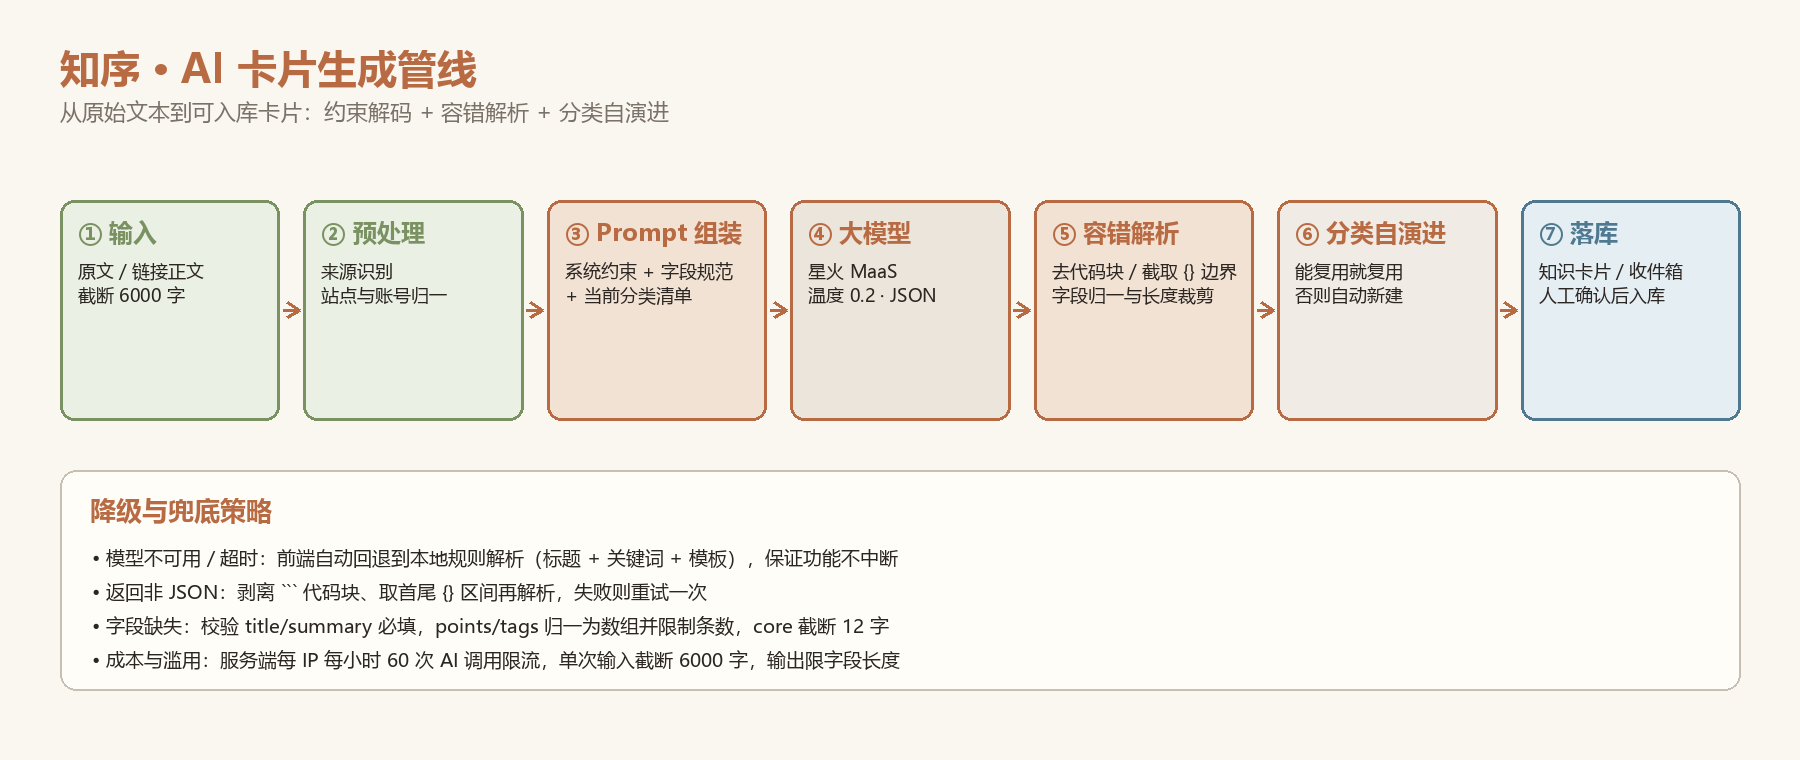 知序 • AI 卡片生成管线
从原始文本到可入库卡片：约束解码 + 容错解析 + 分类自演进
① 输入
原文 / 链接正文
截断 6000 字
② 预处理
来源识别
站点与账号归一
③ Prompt 组装
系统约束 + 字段规范
+ 当前分类清单
④ 大模型
星火 MaaS
温度 0.2 · JSON
⑤ 容错解析
去代码块 / 截取 {} 边界
字段归一与长度裁剪
⑥ 分类自演进
能复用就复用
否则自动新建
⑦ 落库
知识卡片 / 收件箱
人工确认后入库
降级与兜底策略
• 模型不可用 / 超时：前端自动回退到本地规则解析（标题 + 关键词 + 模板），保证功能不中断
• 返回非 JSON：剥离 ``` 代码块、取首尾 {} 区间再解析，失败则重试一次
• 字段缺失：校验 title/summary 必填，points/tags 归一为数组并限制条数，core 截断 12 字
• 成本与滥用：服务端每 IP 每小时 60 次 AI 调用限流，单次输入截断 6000 字，输出限字段长度